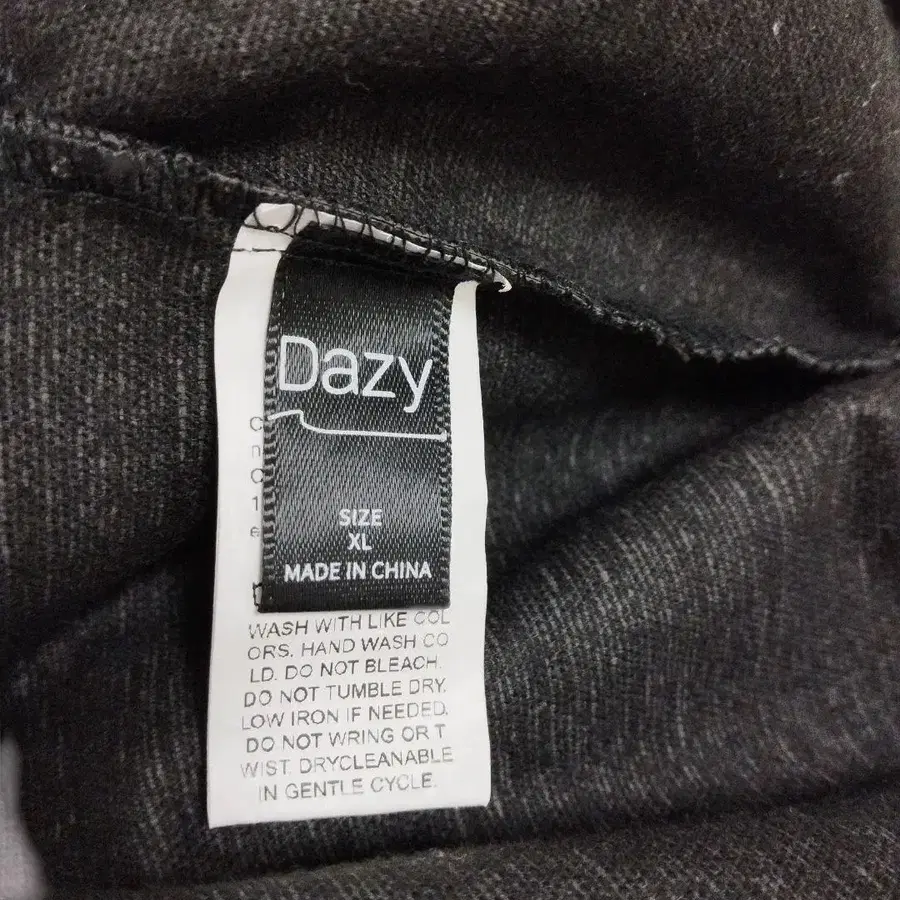 Dazy
SIZE
XL
MADE IN CHINA
WASH WITH LIKE COL
ORS. HAND WASH CO
LD. DO NOT BLEACH.
DO NOT TUMBLE DRY.
LOW IRON IF NEEDED.
DO NOT WRING OR T
WIST. DRYCLEANABLE
IN GENTLE CYCLE.